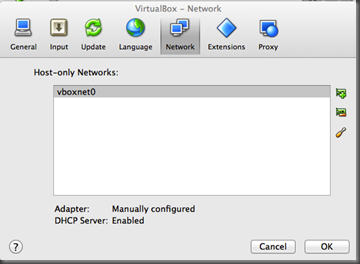 VirtualBox - Network
General Input Update Language Network Extensions Proxy
Host-only Networks:
vboxnet0
Adapter: Manually configured
DHCP Server: Enabled
? Cancel OK